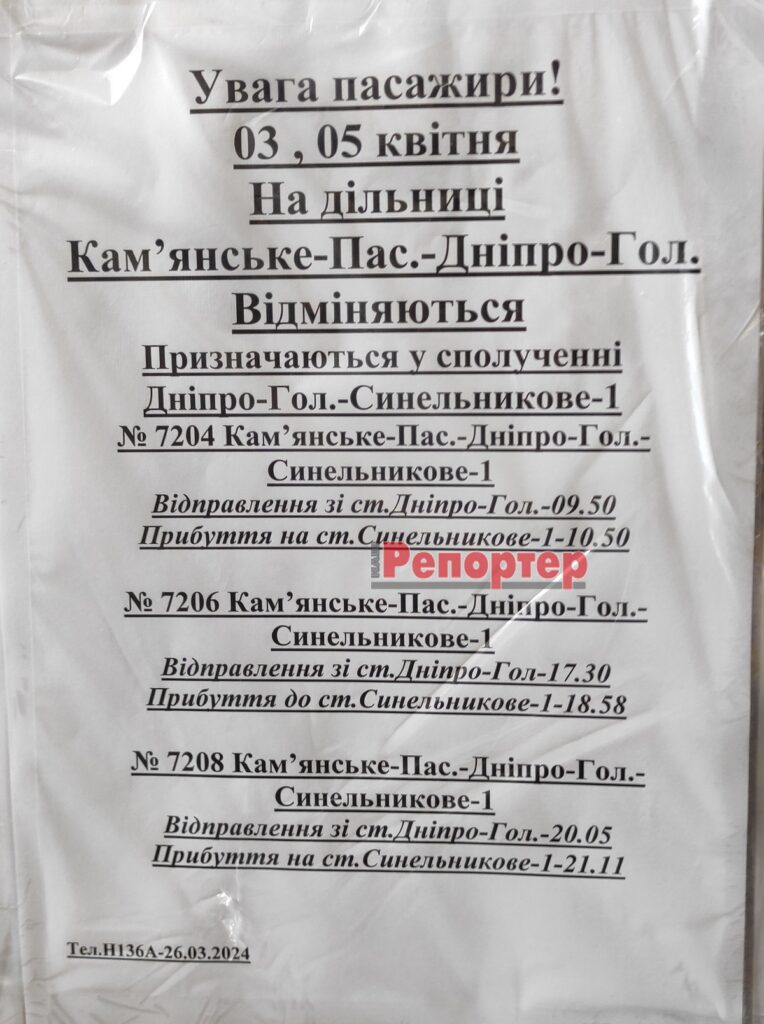 Увага пасажири!
03 , 05 квітня
На дільниці
Кам’янське-Пас.-Дніпро-Гол.
Відміняються
Призначаються у сполученні
Дніпро-Гол.-Синельникове-1
№ 7204 Кам’янське-Пас.-Дніпро-Гол.-
Синельникове-1
Відправлення зі ст.Дніпро-Гол.-09.50
Прибуття на ст.Синельникове-1-10.50
НАШ Репортер
№ 7206 Кам’янське-Пас.-Дніпро-Гол.-
Синельникове-1
Відправлення зі ст.Дніпро-Гол-17.30
Прибуття до ст.Синельникове-1-18.58
№ 7208 Кам’янське-Пас.-Дніпро-Гол.-
Синельникове-1
Відправлення зі ст.Дніпро-Гол.-20.05
Прибуття на ст.Синельникове-1-21.11
Тел.Н136А-26.03.2024